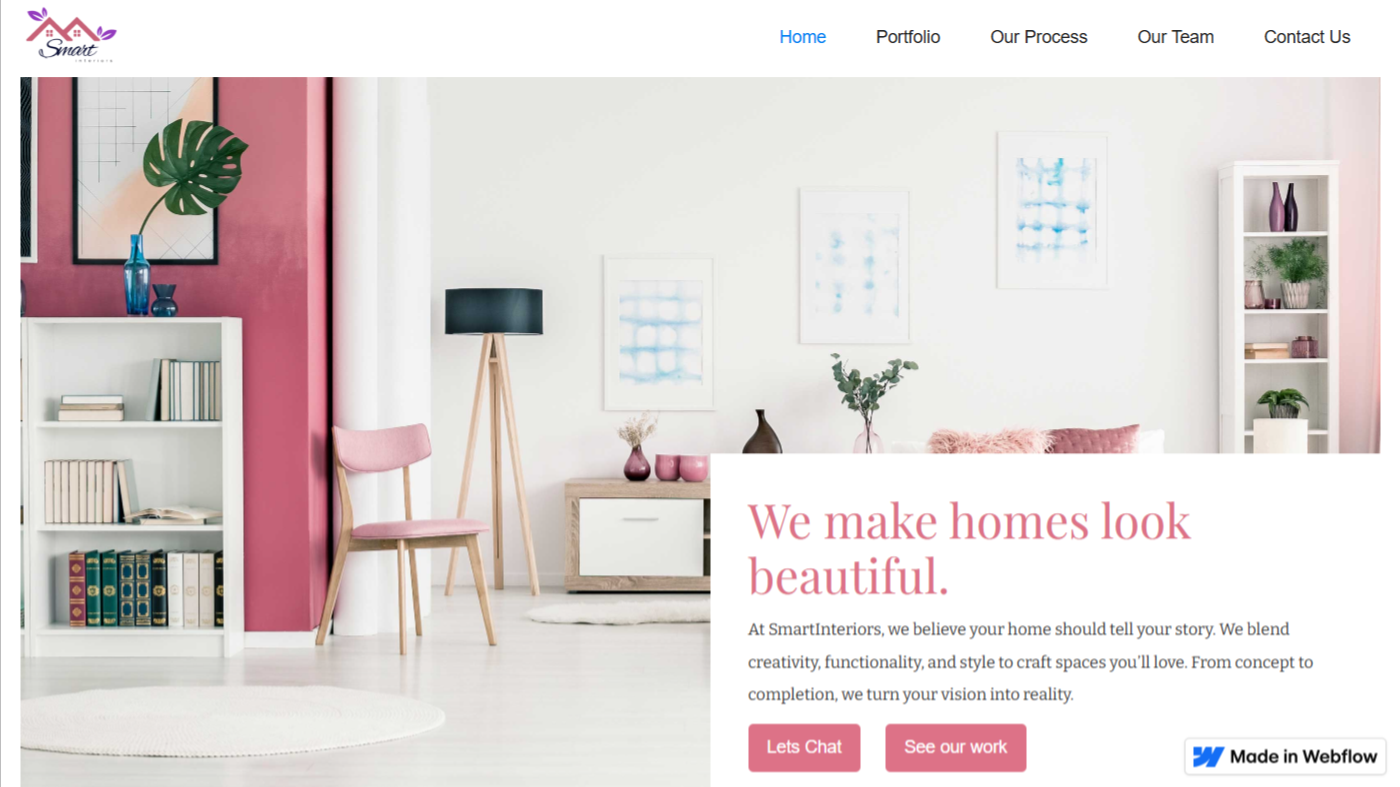 Smart
interiors
Home
Portfolio
Our Process
Our Team
Contact Us
We make homes look
beautiful.
At SmartInteriors, we believe your home should tell your story. We blend
creativity, functionality, and style to craft spaces you’ll love. From concept to
completion, we turn your vision into reality.
Lets Chat
See our work
Made in Webflow